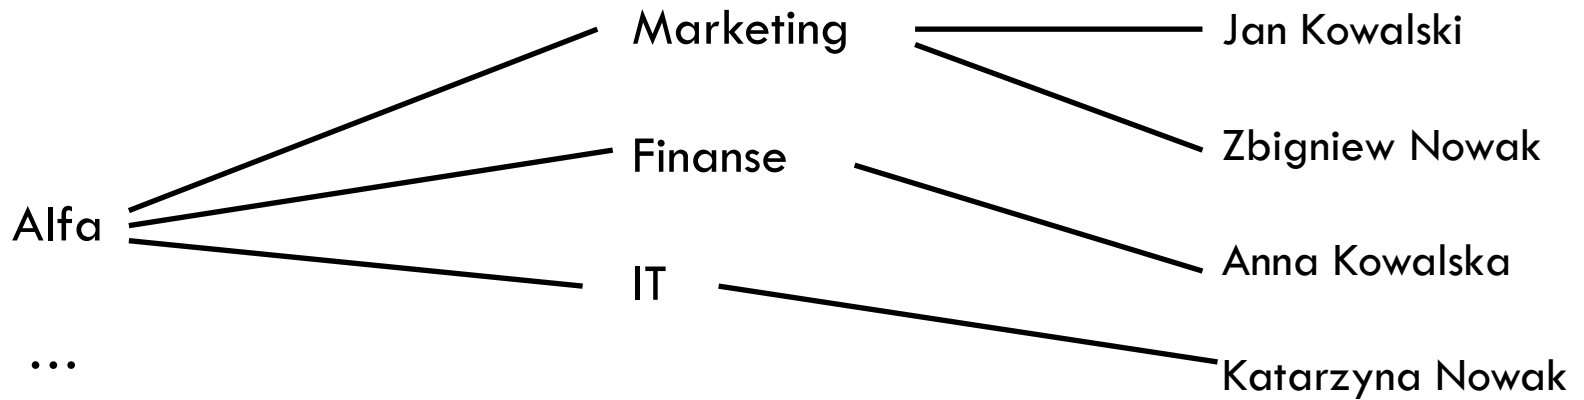 Marketing
Jan Kowalski
Zbigniew Nowak
Finanse
Alfa
Anna Kowalska
IT
...
Katarzyna Nowak